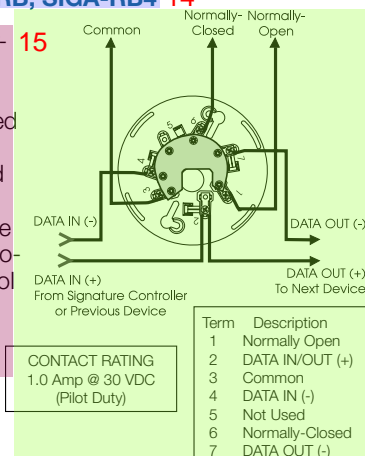 RB, SIGA-RB4 14
15
Common
Normally-
Closed
Normally-
Open
DATA IN (-)
DATA OUT (-)
DATA IN (+)
From Signature Controller
or Previous Device
DATA OUT (+)
To Next Device
CONTACT RATING
1.0 Amp @ 30 VDC
(Pilot Duty)
Term Description
1 Normally Open
2 DATA IN/OUT (+)
3 Common
4 DATA IN (-)
5 Not Used
6 Normally-Closed
7 DATA OUT (-)